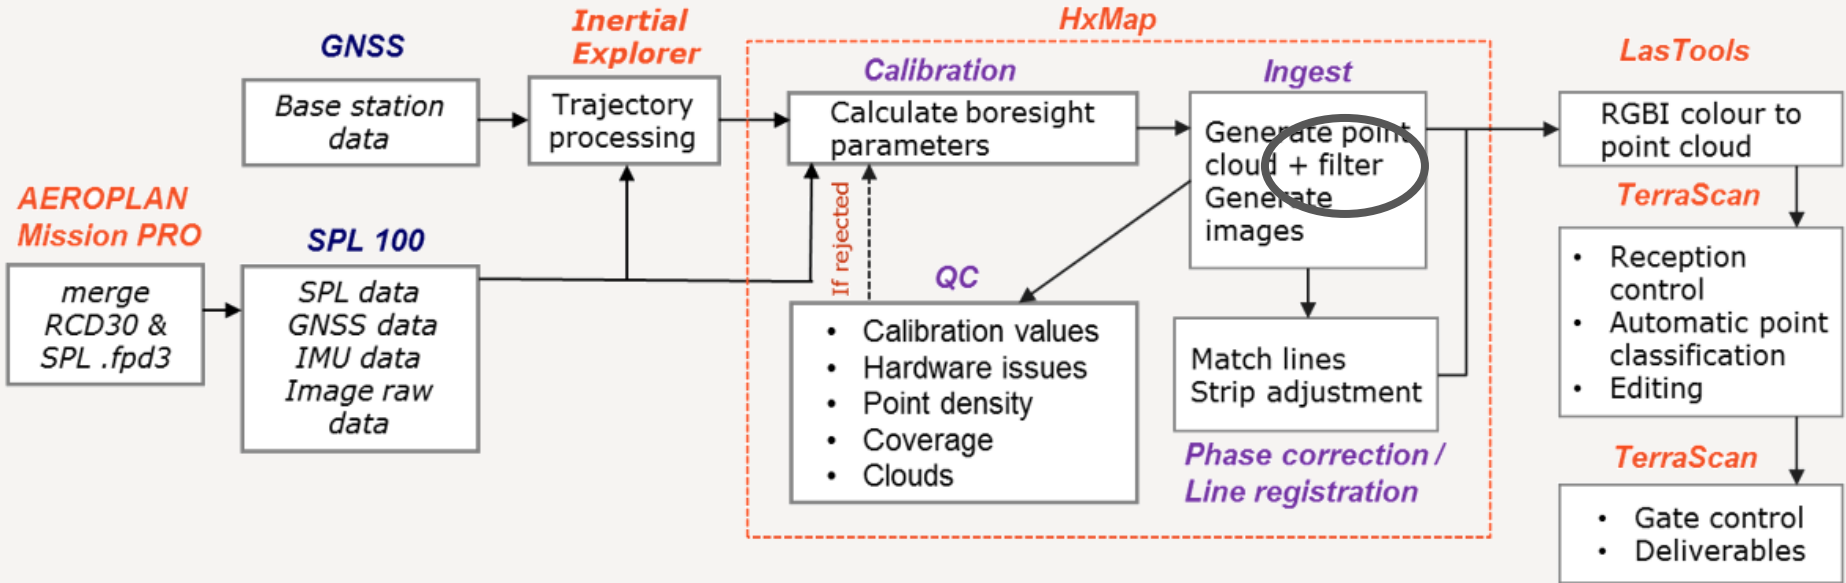 HxMap
Inertial
Explorer
GNSS
Base station
data
Trajectory
processing
AEROPLAN
Mission PRO
merge
RCD30 &
SPL .fpd3
SPL 100
SPL data
GNSS data
IMU data
Image raw
data
Calibration
Calculate boresight
parameters
If rejected
QC
• Calibration values
• Hardware issues
• Point density
• Coverage
• Clouds
Ingest
Generate point
cloud + filter
Generate
images
Match lines
Strip adjustment
Phase correction /
Line registration
LasTools
RGBI colour to
point cloud
TerraScan
• Reception
control
• Automatic point
classification
• Editing
TerraScan
• Gate control
• Deliverables